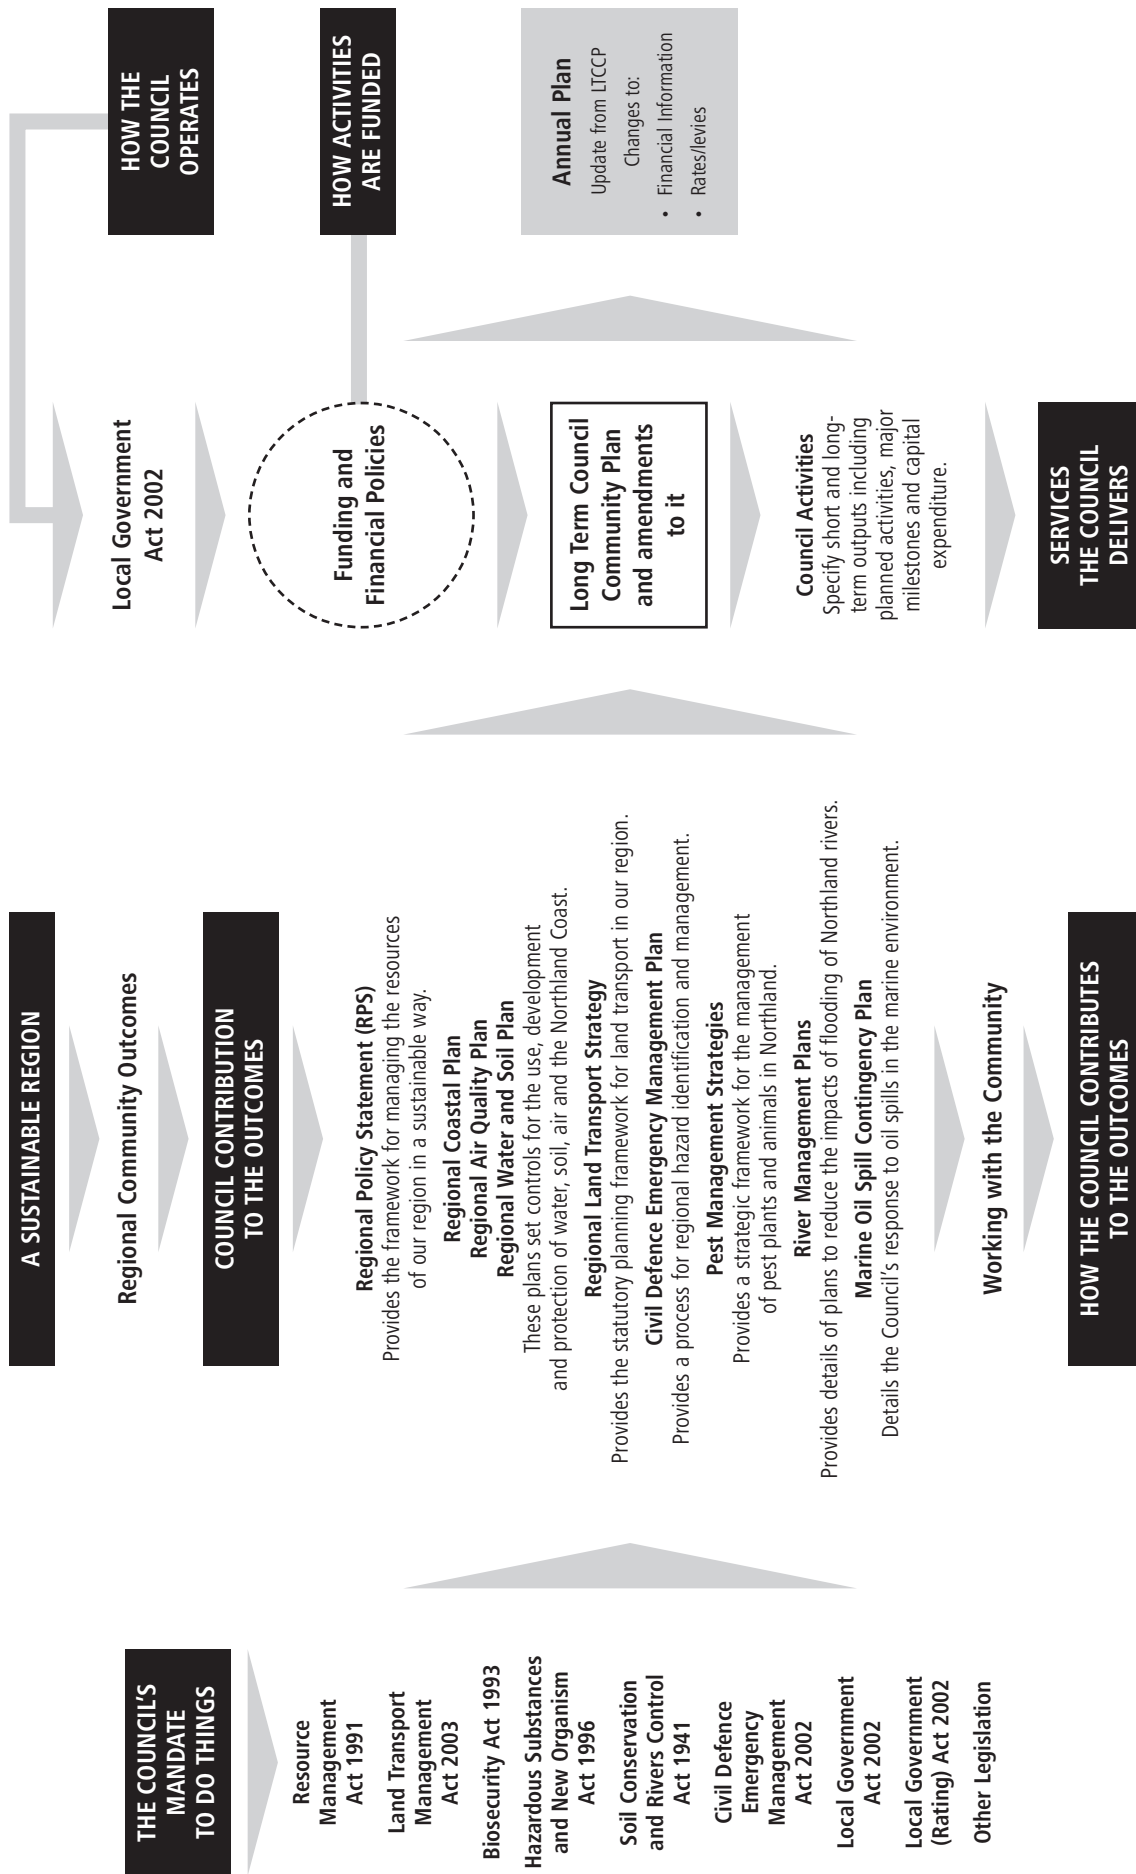 THE COUNCIL'S
MANDATE
TO DO THINGS
Resource
Management
Act 1991
Land Transport
Management
Act 2003
Biosecurity Act 1993
Hazardous Substances
and New Organism
Act 1996
Soil Conservation
and Rivers Control
Act 1941
Civil Defence
Emergency
Management
Act 2002
Local Government
Act 2002
Local Government
(Rating) Act 2002
Other Legislation
A SUSTAINABLE REGION
Regional Community Outcomes
COUNCIL CONTRIBUTION
TO THE OUTCOMES
Regional Policy Statement (RPS)
Provides the framework for managing the resources
of our region in a sustainable way.
Regional Coastal Plan
Regional Air Quality Plan
Regional Water and Soil Plan
These plans set controls for the use, development
and protection of water, soil, air and the Northland Coast.
Regional Land Transport Strategy
Provides the statutory planning framework for land transport in our region.
Civil Defence Emergency Management Plan
Provides a process for regional hazard identification and management.
Pest Management Strategies
Provides a strategic framework for the management
of pest plants and animals in Northland.
River Management Plans
Provides details of plans to reduce the impacts of flooding of Northland rivers.
Marine Oil Spill Contingency Plan
Details the Council's response to oil spills in the marine environment.
Working with the Community
HOW THE COUNCIL CONTRIBUTES
TO THE OUTCOMES
Local Government
Act 2002
Funding and
Financial Policies
Long Term Council
Community Plan
and amendments
to it
Council Activities
Specify short and long-
term outputs including
planned activities, major
milestones and capital
expenditure.
SERVICES
THE COUNCIL
DELIVERS
HOW THE
COUNCIL
OPERATES
HOW ACTIVITIES
ARE FUNDED
Annual Plan
Update from LTCCP
Changes to:
• Financial Information
• Rates/levies